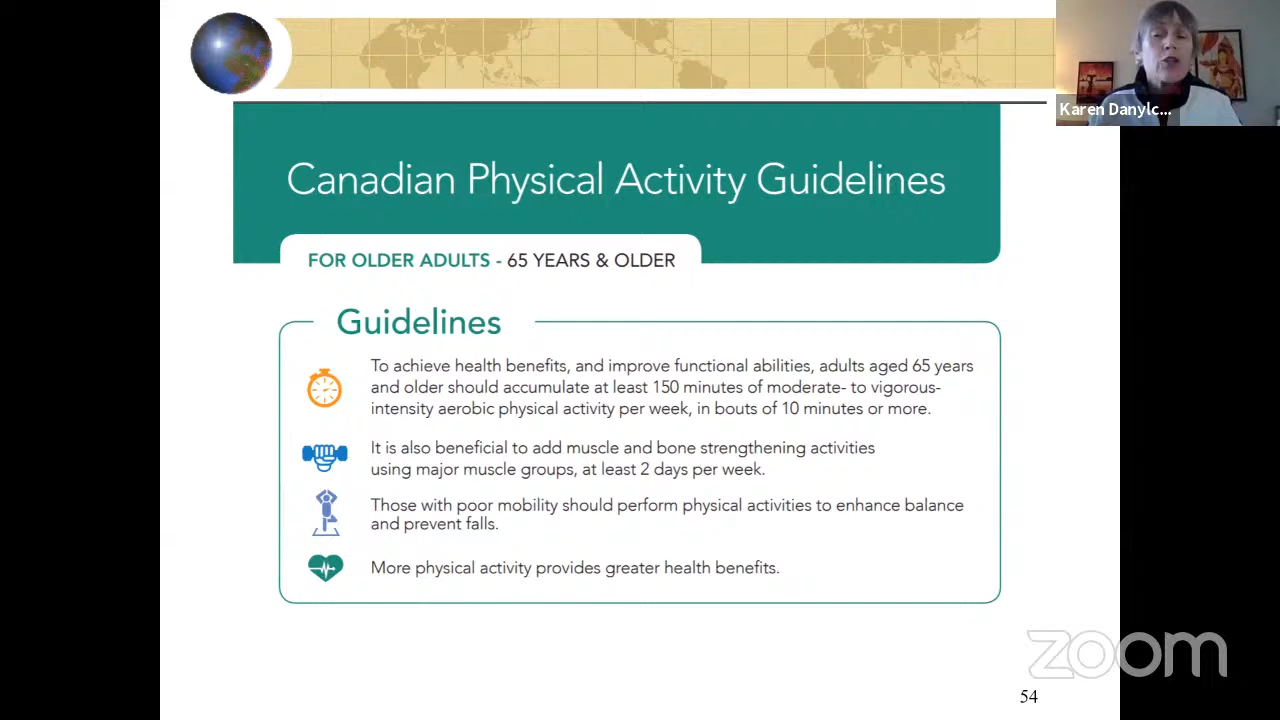 Karen Danylc...
Canadian Physical Activity Guidelines
FOR OLDER ADULTS - 65 YEARS & OLDER
Guidelines
To achieve health benefits, and improve functional abilities, adults aged 65 years
and older should accumulate at least 150 minutes of moderate- to vigorous-
intensity aerobic physical activity per week, in bouts of 10 minutes or more.
It is also beneficial to add muscle and bone strengthening activities
using major muscle groups, at least 2 days per week.
Those with poor mobility should perform physical activities to enhance balance
and prevent falls.
More physical activity provides greater health benefits.
zoom
54